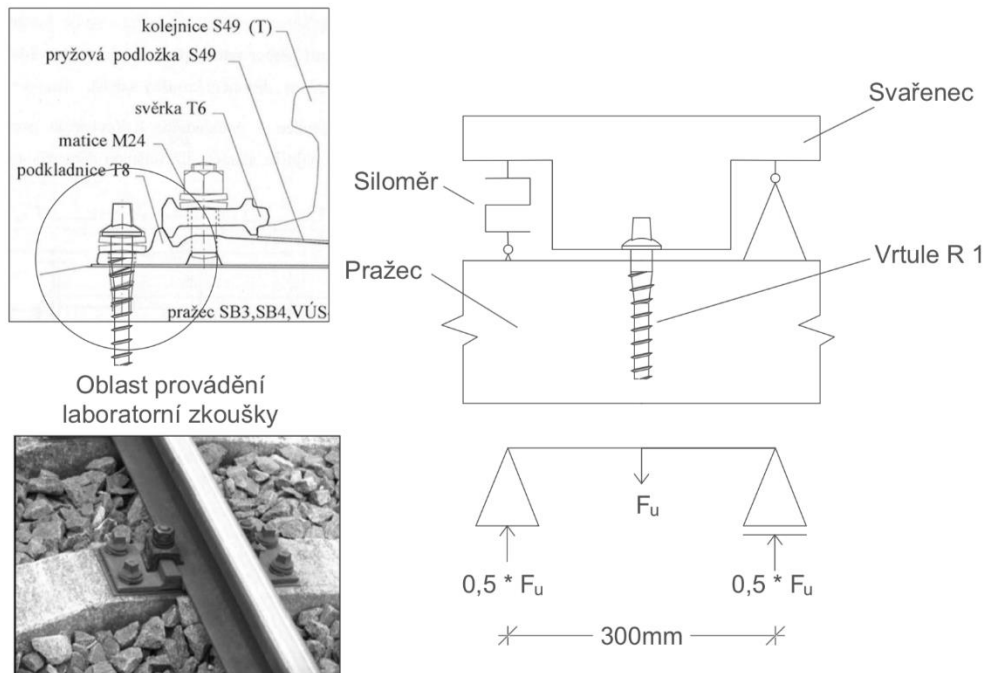 kolejnice S49 (T)
pryžová podložka S49
svěrka T6
matice M24
podkladnice T8
pražec SB3,SB4,VÚS-
Oblast provádění
laboratorní zkoušky
Svařenec
Siloměr
Pražec
Vrtule R 1
Fu
0,5 * Fu
0,5 * Fu
300mm